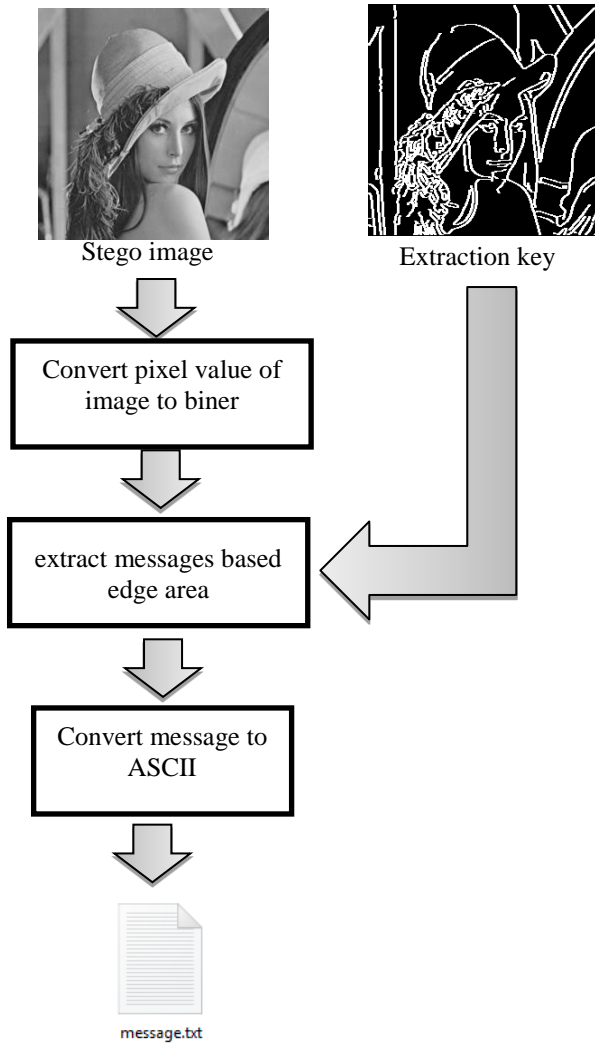 Stego image
Extraction key
Convert pixel value of
image to biner
extract messages based
edge area
Convert message to
ASCII
message.txt